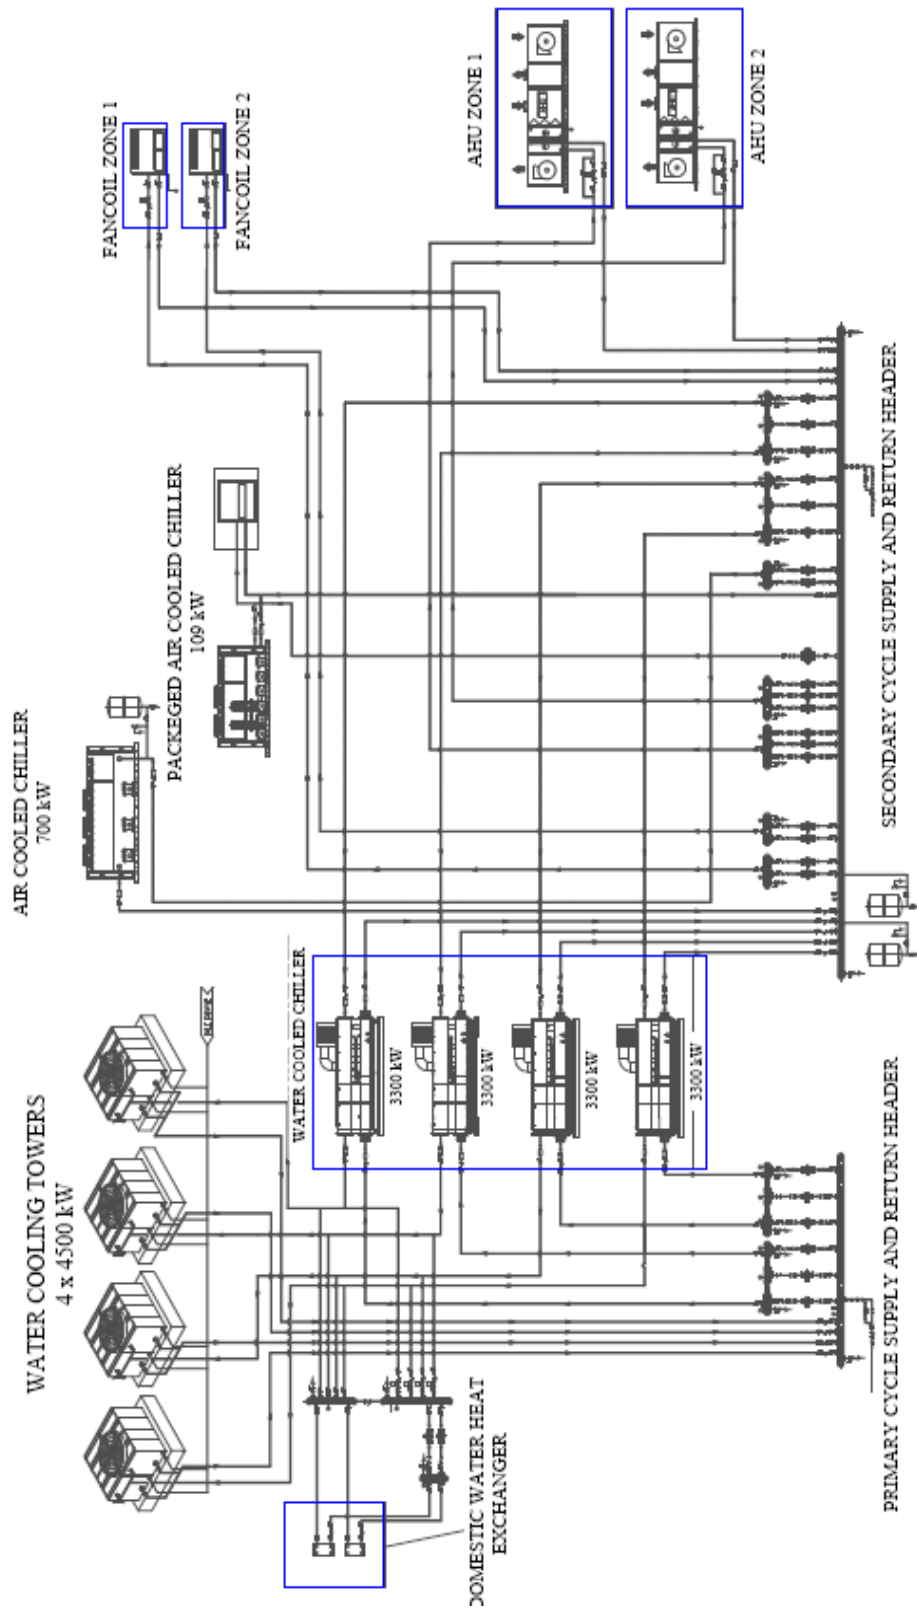 WATER COOLING TOWERS
4 x 4500 kW
AIR COOLED CHILLER
700 kW
PACKEGED AIR COOLED CHILLER
109 kW
FANCOIL ZONE 1
FANCOIL ZONE 2
AHU ZONE 1
AHU ZONE 2
WATER COOLED CHILLER
3300 kW
3300 kW
3300 kW
3300 kW
DOMESTIC WATER HEAT
EXCHANGER
PRIMARY CYCLE SUPPLY AND RETURN HEADER
SECONDARY CYCLE SUPPLY AND RETURN HEADER